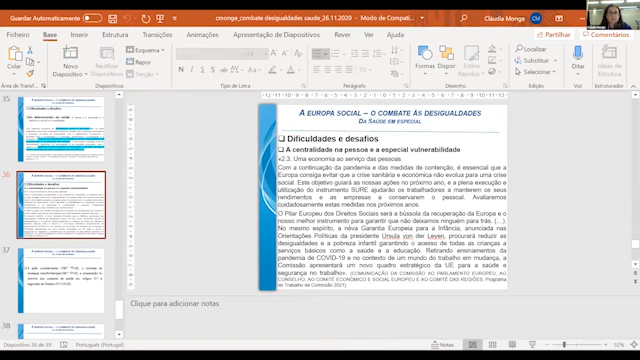 Guardar Automaticamente
cmonge_combate desigualdades saude_26.11.2020 - Modo de Compati...
Cláudia Monge
CM
Ficheiro
Base
Inserir
Desenhar
Estrutura
Transições
Animações
Apresentação de Diapositivos
Rever
Ver
Ajuda
Partilhar
Comentários
Colar
Novo
Diapositivo
Esquema
Repor
Formas
Dispor
Localizar
Substituir
Selecionar
Ditar
Tipo de Letra
Parágrafo
Desenho
Edição
Voz
35
36
37
38
A EUROPA SOCIAL – O COMBATE ÀS DESIGUALDADES
DA SAÚDE EM ESPECIAL
Dificuldades e desafios
A centralidade na pessoa e a especial vulnerabilidade
«2.3. Uma economia ao serviço das pessoas
Com a continuação da pandemia e das medidas de contenção, é essencial que a
Europa consiga evitar que a crise sanitária e económica não evolua para uma crise
social. Este objetivo guiará as nossas ações no próximo ano, e a plena execução e
utilização do instrumento SURE ajudarão os trabalhadores a manterem os seus
rendimentos e as empresas a conservarem o pessoal. Avaliaremos
cuidadosamente estas medidas nos próximos anos.
O Pilar Europeu dos Direitos Sociais será a bússola da recuperação da Europa e o
nosso melhor instrumento para garantir que não deixamos ninguém para trás. (…)
No mesmo espírito, a nova Garantia Europeia para a Infância, anunciada nas
Orientações Políticas da presidente Ursula von der Leyen, procurará reduzir as
desigualdades e a pobreza infantil garantindo o acesso de todas as crianças a
serviços básicos como a saúde e a educação. Retirando ensinamentos da
pandemia de COVID-19 e no contexto de um mundo do trabalho em mudança, a
Comissão apresentará um novo quadro estratégico da UE para a saúde e
segurança no trabalho». (COMUNICAÇÃO DA COMISSÃO AO PARLAMENTO EUROPEU, AO
CONSELHO, AO COMITÉ ECONÓMICO E SOCIAL EUROPEU E AO COMITÉ DAS REGIÕES. Programa
de Trabalho da Comissão 2021)
Clique para adicionar notas
Diapositivo 36 de 39
Português (Portugal)
Notas
52%